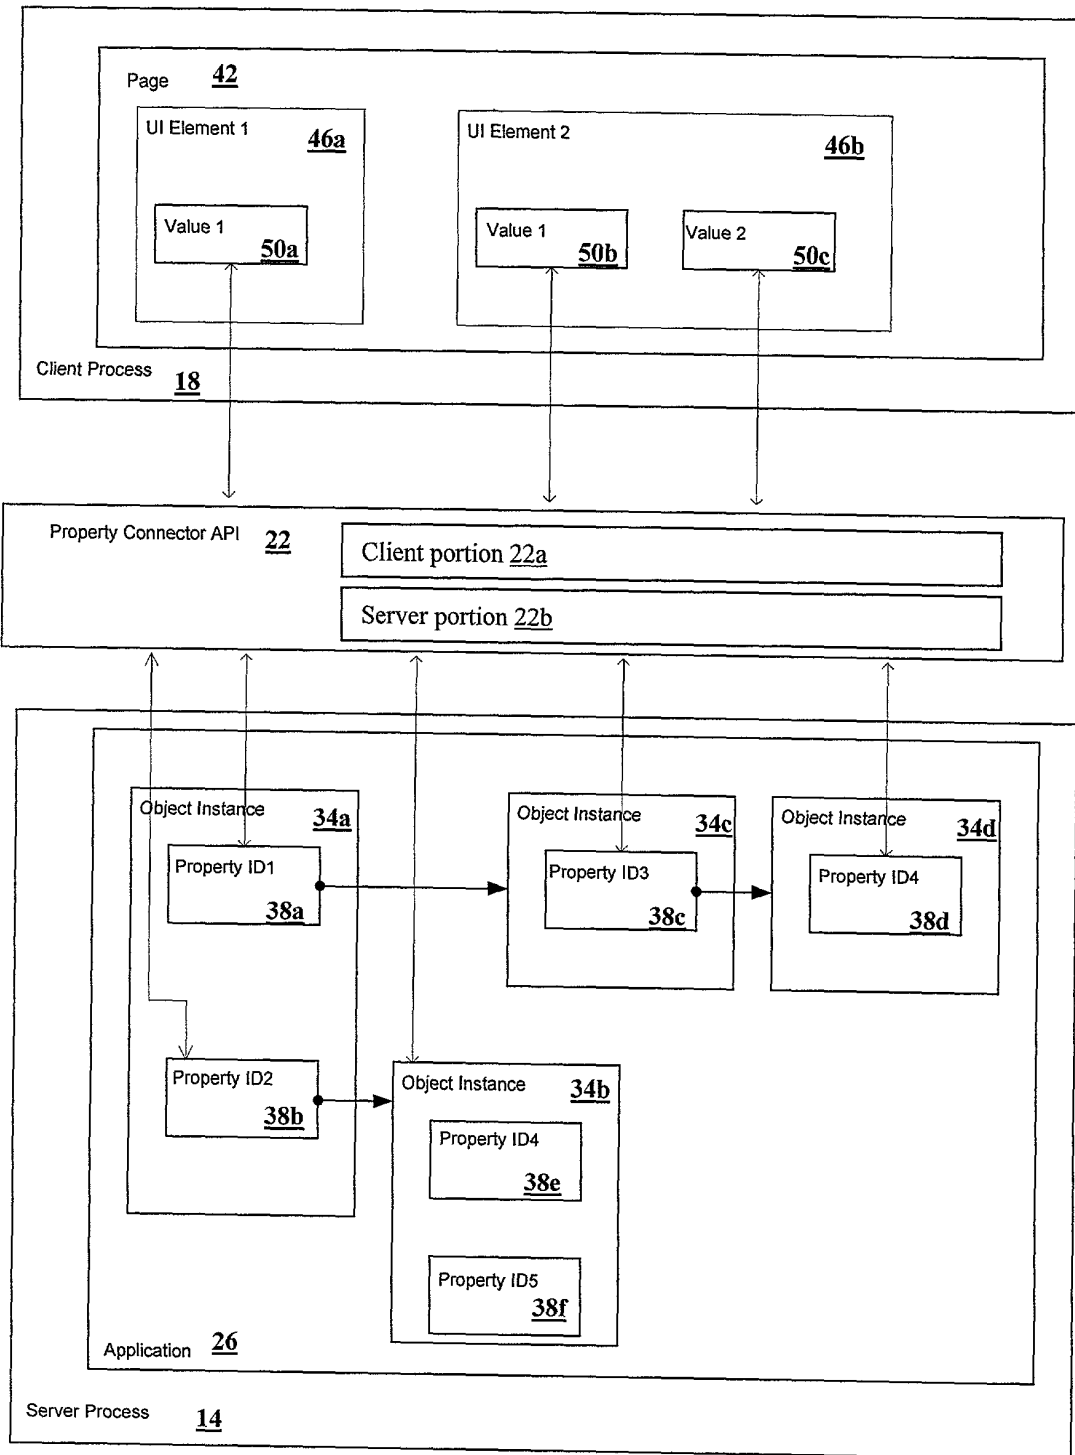 Page 42
UI Element 1
46a
Value 1
50a
UI Element 2
46b
Value 1
50b
Value 2
50c
Client Process 18
Property Connector API 22
Client portion 22a
Server portion 22b
Object Instance
34a
Property ID1
38a
Object Instance
34c
Property ID3
38c
Object Instance
34d
Property ID4
38d
Property ID2
38b
Object Instance
34b
Property ID4
38e
Property ID5
38f
Application 26
Server Process 14